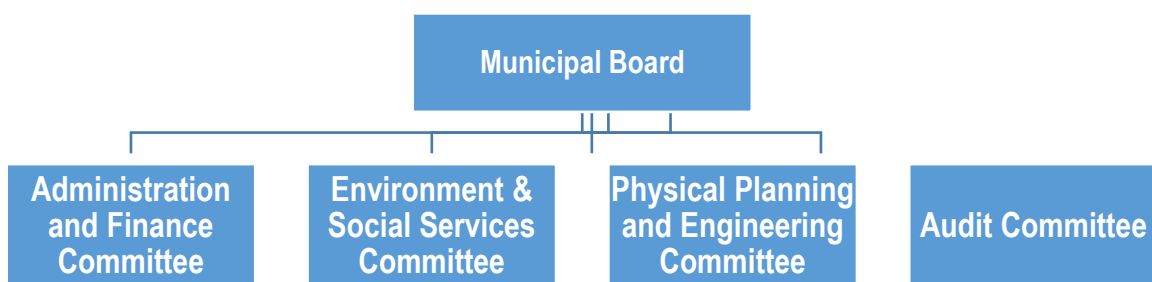 Municipal Board
Administration
and Finance
Committee
Environment &
Social Services
Committee
Physical Planning
and Engineering
Committee
Audit Committee